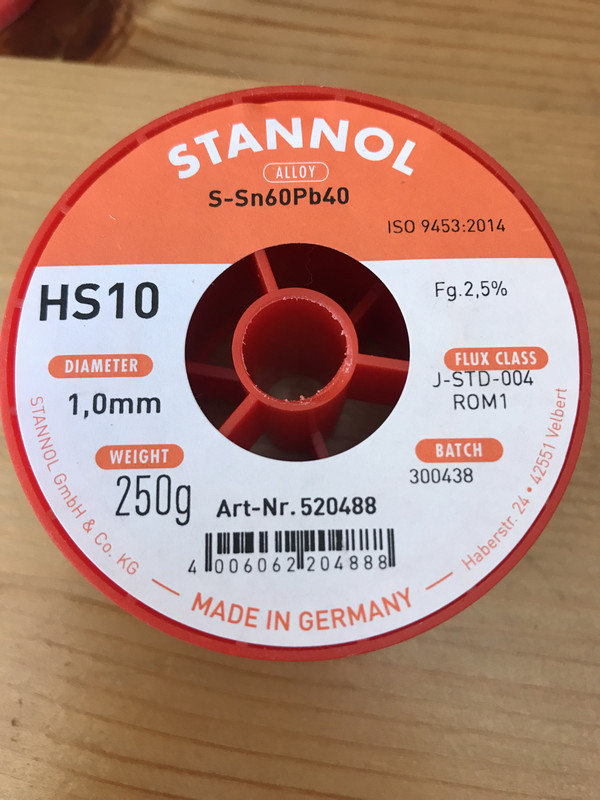 STANNOL
ALLOY
S-Sn60Pb40
ISO 9453:2014
HS10
Fg.2,5%
DIAMETER
1,0mm
FLUX CLASS
J-STD-004
ROM1
WEIGHT
250g
BATCH
300438
Art-Nr. 520488
4 006062 204888
STANNOL GmbH & Co. KG
MADE IN GERMANY
Haberstr. 24 • 42551 Velbert